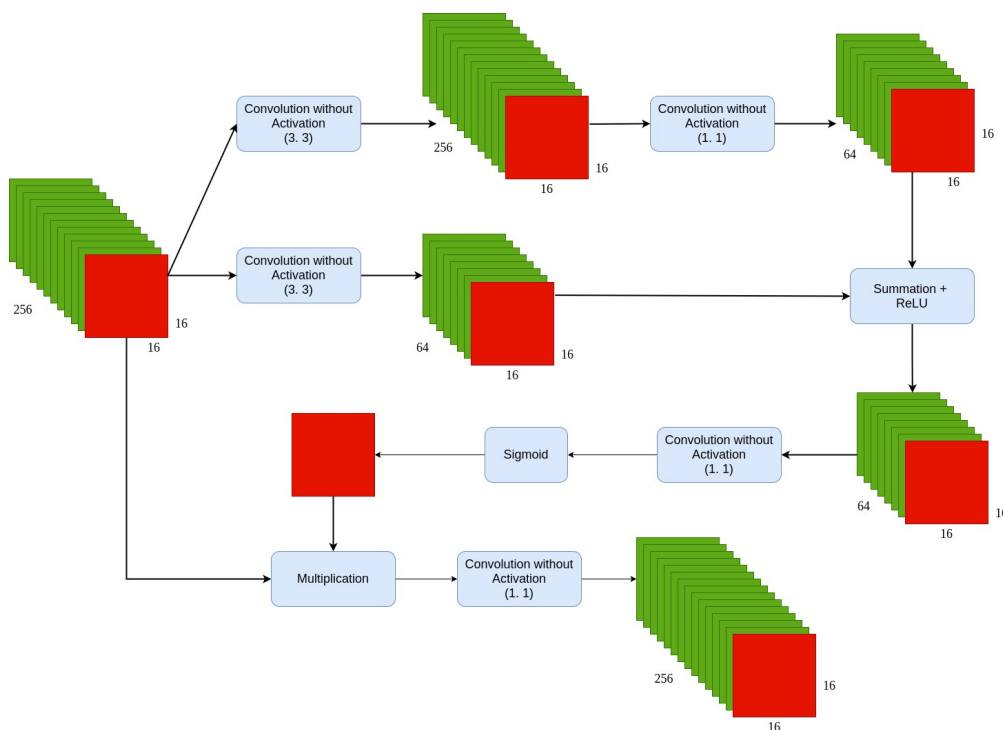 Convolution without
Activation
(3. 3)
256
16
16
Convolution without
Activation
(1. 1)
64
16
16
256
16
16
Convolution without
Activation
(3. 3)
64
16
16
Summation +
ReLU
64
16
16
Convolution without
Activation
(1. 1)
Sigmoid
Multiplication
Convolution without
Activation
(1. 1)
256
16
16